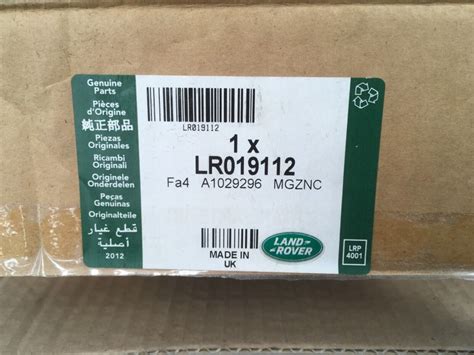 Genuine
Parts
Pièces
d'Origine
純正部品
Piezas
Originales
Ricambi
Originali
Originele
Onderdelen
Peças
Genuinas
Originalteile
قطع غيار
أصلية
2012
LR019112
1 x
LR019112
Fa4 A1029296 MGZNC
MADE IN
UK
LAND
ROVER
LRP
4001